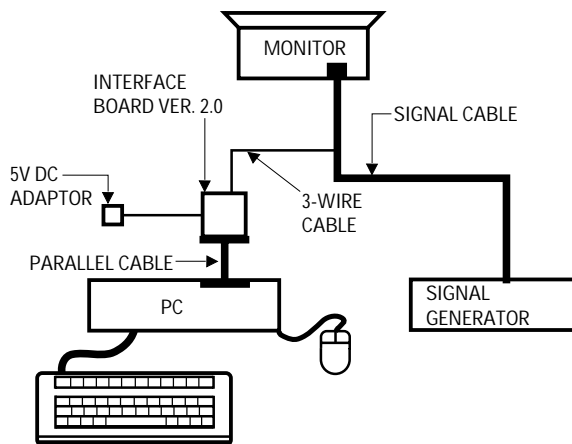 MONITOR
INTERFACE
BOARD VER. 2.0
SIGNAL CABLE
5V DC
ADAPTOR
3-WIRE
CABLE
PARALLEL CABLE
PC
SIGNAL
GENERATOR